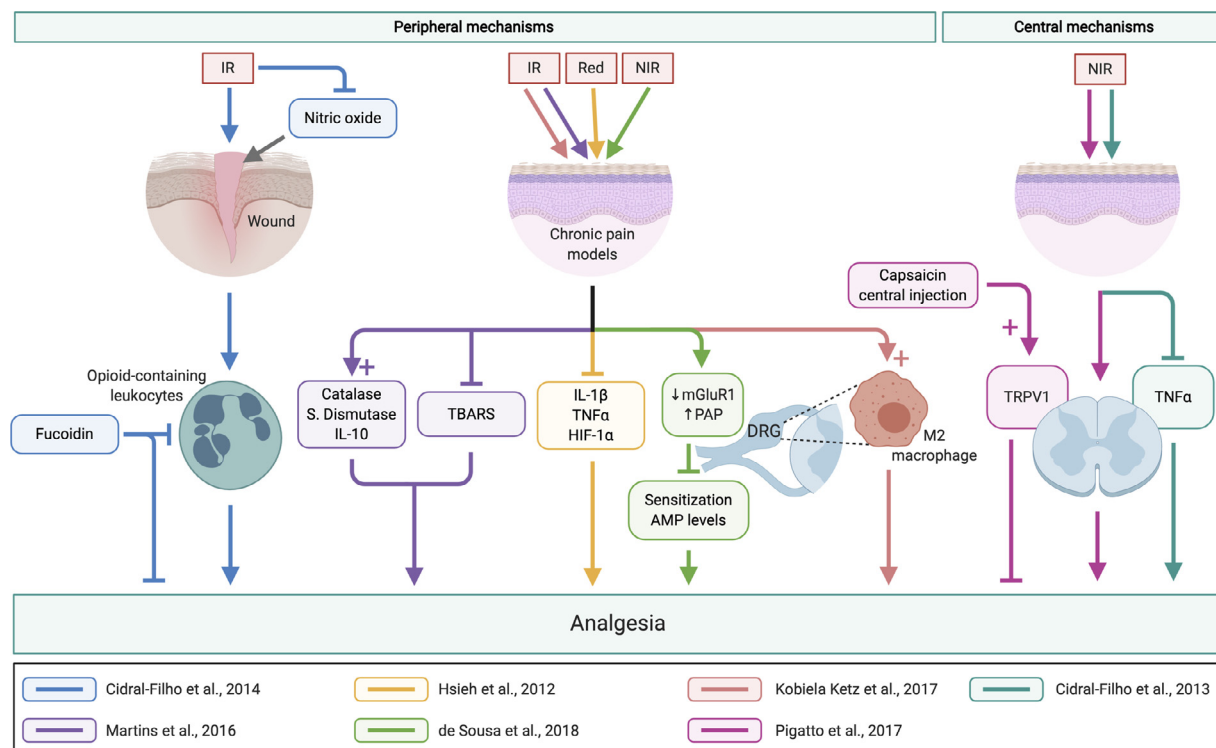 Peripheral mechanisms
Central mechanisms
IR
Nitric oxide
Wound
IR
Red
NIR
Chronic pain
models
NIR
Capsaicin
central injection
+
Opioid-containing
leukocytes
Fucoidin
+
Catalase
S. Dismutase
IL-10
TBARS
IL-1β
TNFα
HIF-1α
↓mGluR1
↑PAP
Sensitization
AMP levels
DRG
+
M2
macrophage
TRPV1
TNFα
Analgesia
Cidral-Filho et al., 2014
Hsieh et al., 2012
Kobiela Ketz et al., 2017
Cidral-Filho et al., 2013
Martins et al., 2016
de Sousa et al., 2018
Pigatto et al., 2017